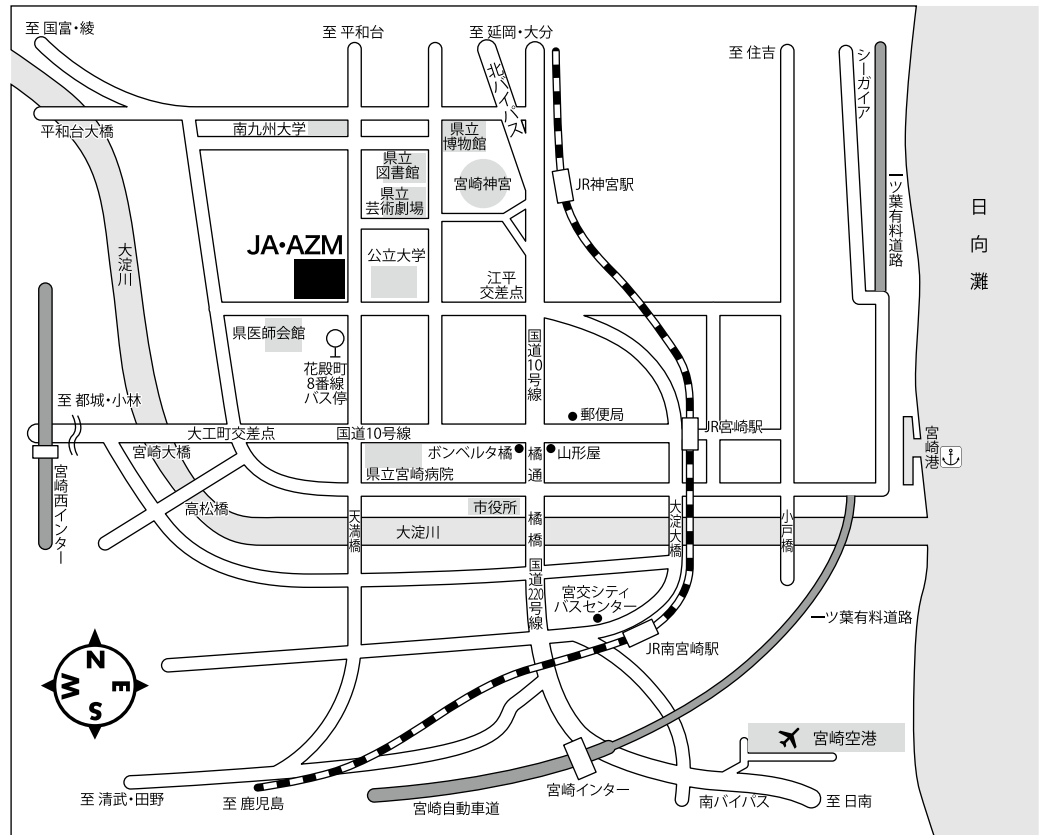 至 国富・綾
至 平和台
至 延岡・大分
至 住吉
シーガイア
北バイパス
平和台大橋
南九州大学
県立
博物館
県立
図書館
宮崎神宮
JR神宮駅
県立
芸術劇場
一ツ葉有料道路
日向灘
大淀川
JA・AZM
公立大学
江平
交差点
県医師会館
国道10号線
花殿町
8番線
バス停
至 都城・小林
郵便局
大工町交差点
国道10号線
JR宮崎駅
宮崎大橋
ボンベルタ橘
橘通
山形屋
宮崎港
県立宮崎病院
宮崎西インター
高松橋
市役所
天満橋
大淀川
橘橋
大淀大橋
小戸橋
国道220号線
宮交シティ
バスセンター
一ツ葉有料道路
JR南宮崎駅
N
W
E
S
宮崎空港
至 清武・田野
至 鹿児島
宮崎自動車道
宮崎インター
南バイパス
至 日南